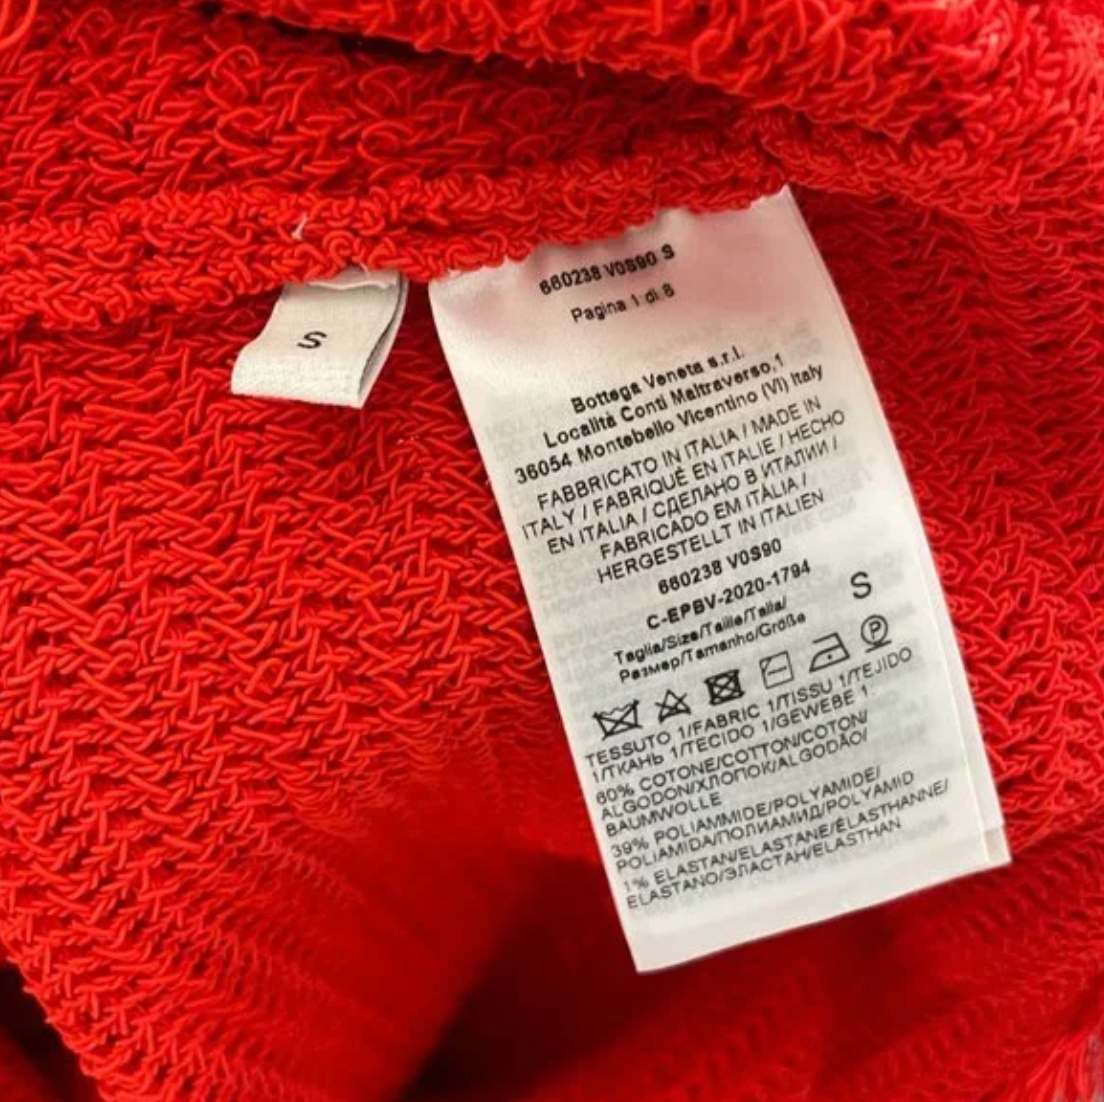 S
660238 V0S90 S
Pagina 1 di 8
Bottega Veneta s.r.l.
Località Conti Maltraverso,1
36054 Montebello Vicentino (VI) Italy
FABBRICATO IN ITALIA / MADE IN
ITALY / FABRIQUÈ EN ITALIE / HECHO
EN ITALIA / СДЕЛАНО В ИТАЛИИ /
FABRICADO EM ITÀLIA /
HERGESTELLT IN ITALIEN
660238 V0S90
C-EPBV-2020-1794
Taglia/Size/Taille/Talla/
Размер/Tamanho/Größe
S
P
TESSUTO 1/FABRIC 1/TISSU 1/TEJIDO
1/ТКАНЬ 1/TECIDO 1/GEWEBE 1:
60% COTONE/COTTON/COTON/
ALGODON/ХЛОПОК/ALGODÃO/
BAUMWOLLE
39% POLIAMMIDE/POLYAMIDE/
POLIAMIDA/ПОЛИАМИД/POLYAMID
1% ELASTAN/ELASTANE/ÉLASTHANNE/
ELASTANO/ЭЛАСТАН/ELASTHAN